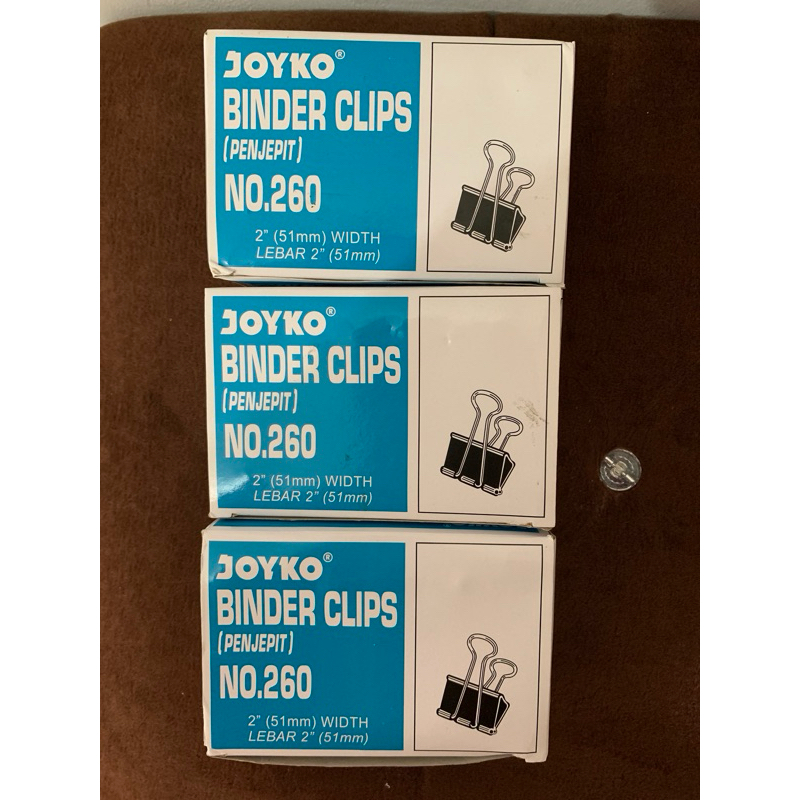 JOYKO®
BINDER CLIPS
(PENJEPIT)
NO.260
2" (51mm) WIDTH
LEBAR 2" (51mm)
JOYKO®
BINDER CLIPS
(PENJEPIT)
NO.260
2" (51mm) WIDTH
LEBAR 2" (51mm)
JOYKO®
BINDER CLIPS
(PENJEPIT)
NO.260
2" (51mm) WIDTH
LEBAR 2" (51mm)